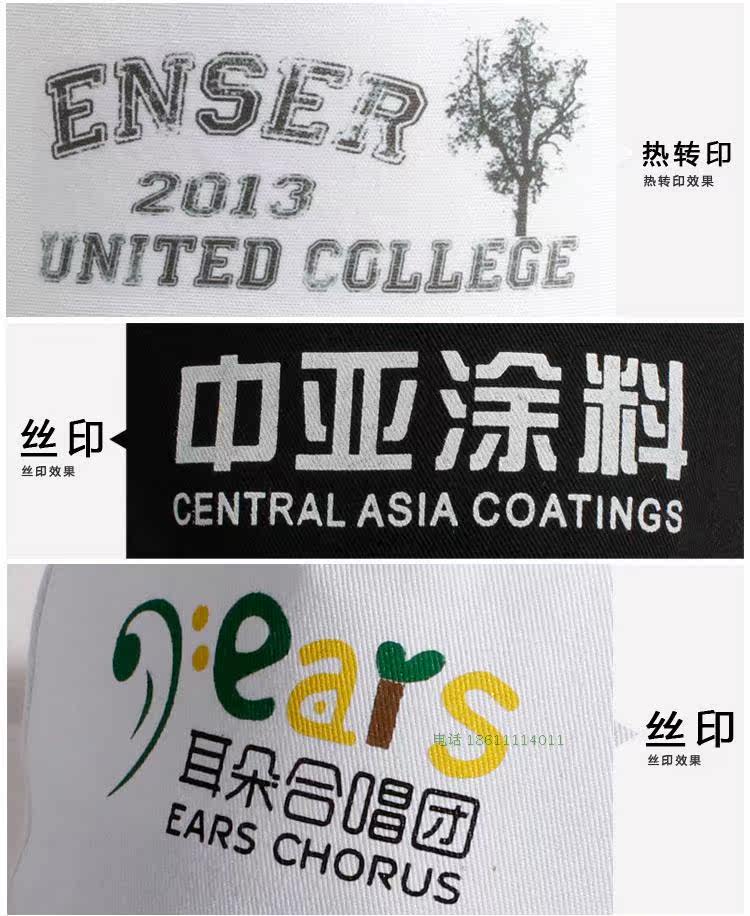 ENSER
2013
UNITED COLLEGE
热转印
热转印效果
丝印
丝印效果
中亚涂料
CENTRAL ASIA COATINGS
ears
电话 18611114011
耳朵合唱团
EARS CHORUS
丝印
丝印效果